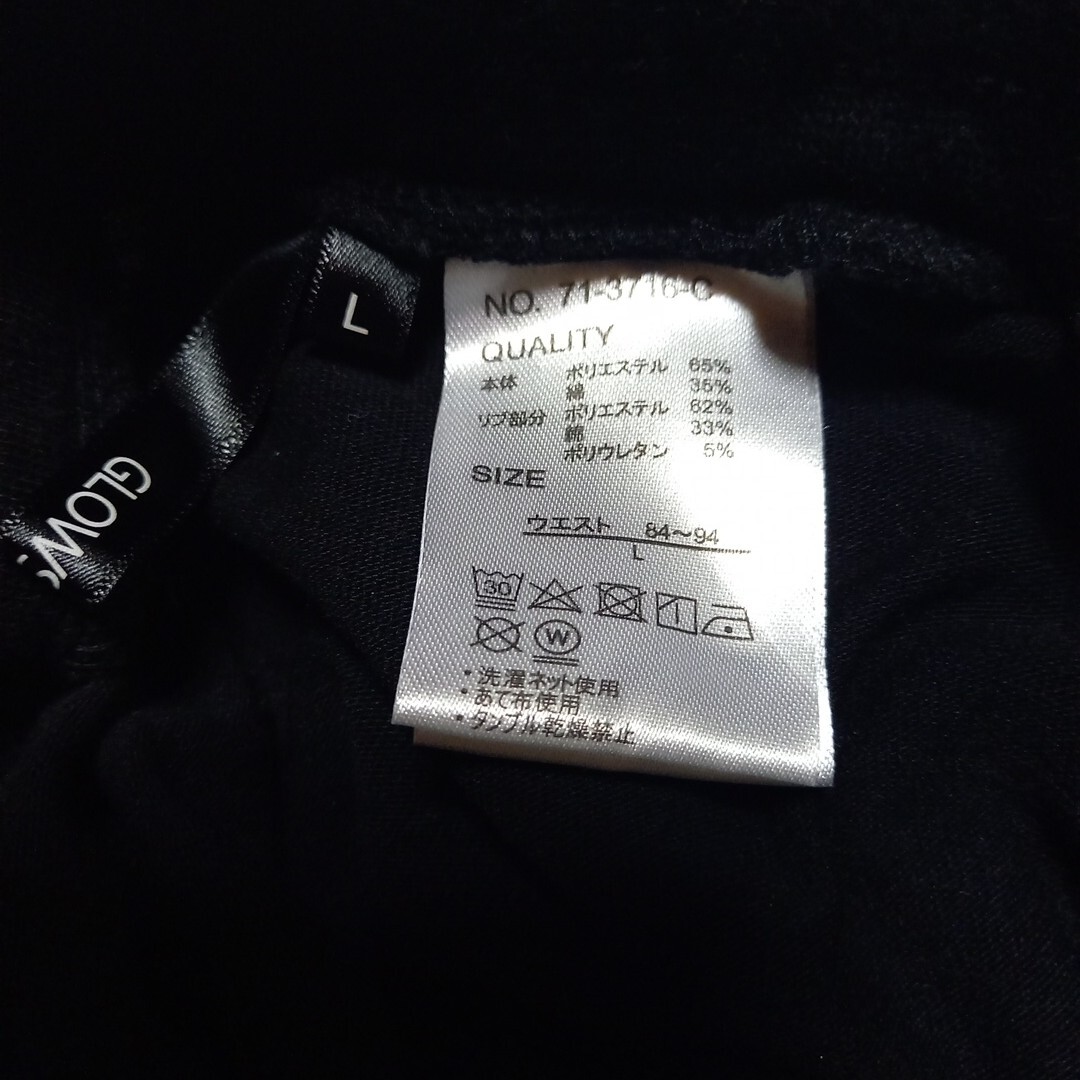 L
GLOW
NO. 71-3716-C
QUALITY
本体 ポリエステル 65%
綿 35%
リブ部分 ポリエステル 62%
綿 33%
ポリウレタン 5%
SIZE
ウエスト 84〜94
L
30
W
・洗濯ネット使用
・あて布使用
・タンブル乾燥禁止